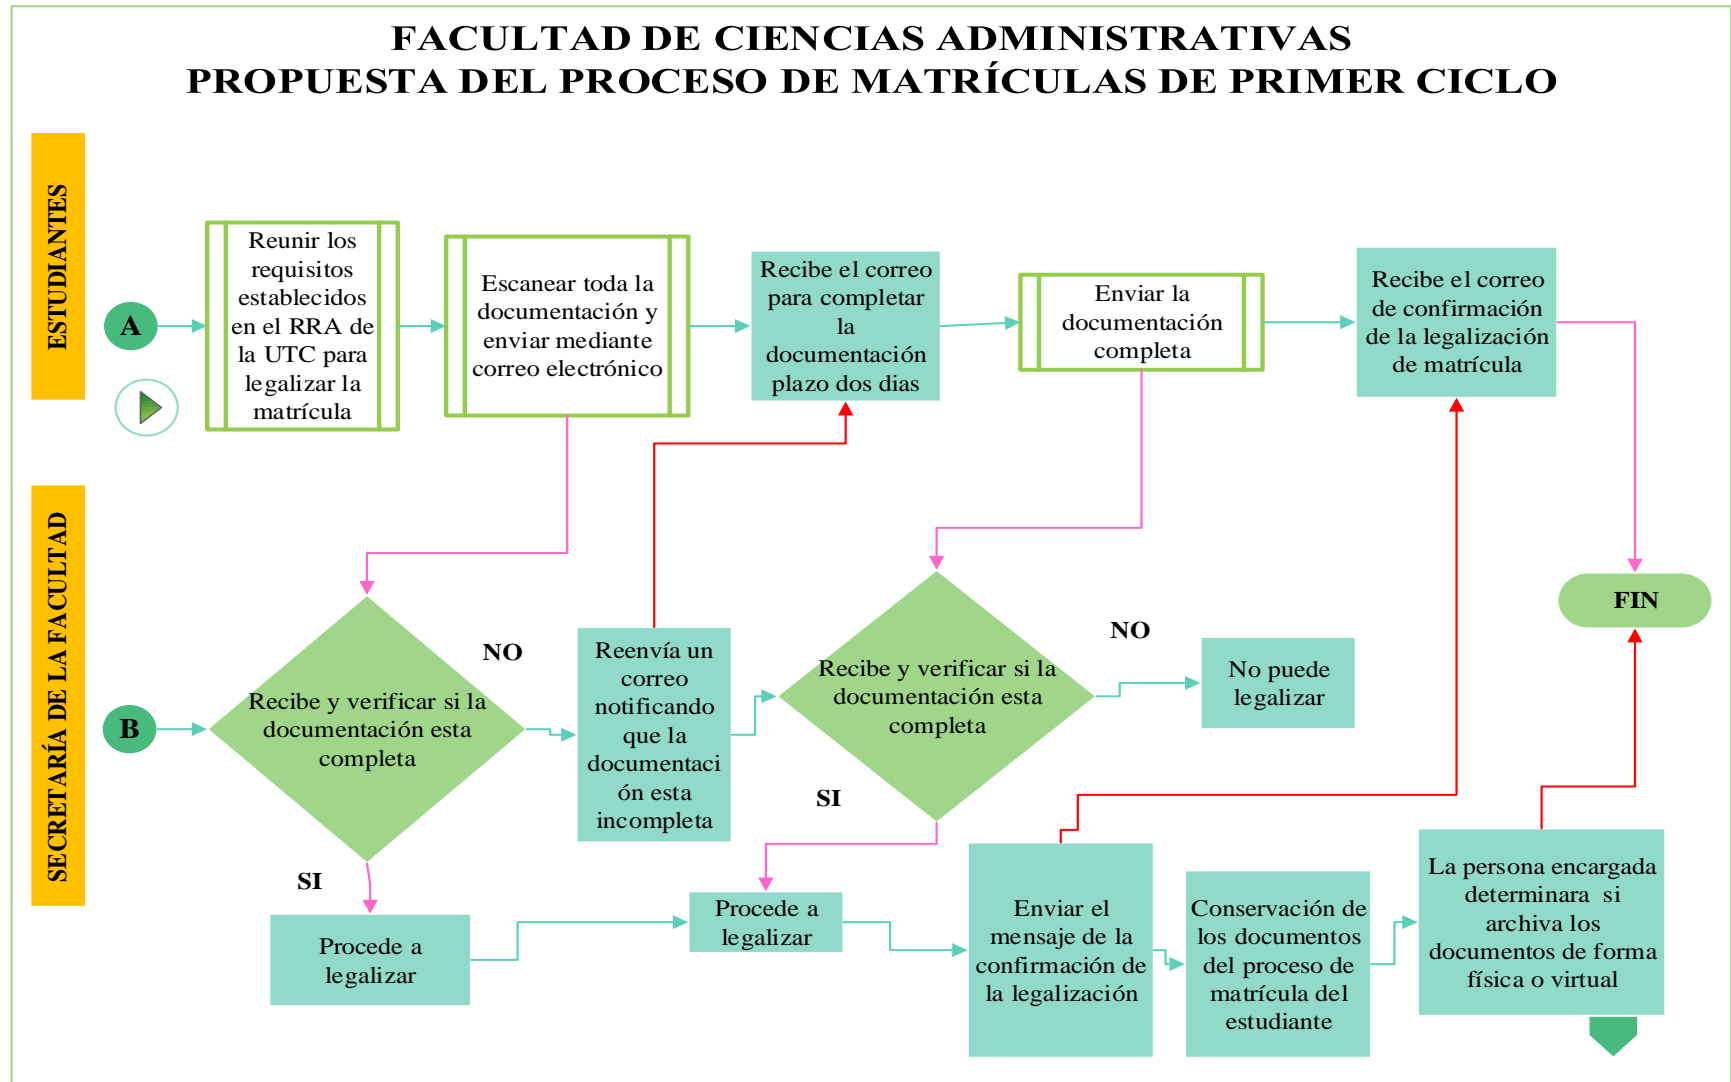 FACULTAD DE CIENCIAS ADMINISTRATIVAS
PROPUESTA DEL PROCESO DE MATRÍCULAS DE PRIMER CICLO
ESTUDIANTES
A
Reunir los
requisitos
establecidos
en el RRA de
la UTC para
legalizar la
matrícula
Escanear toda la
documentación y
enviar mediante
correo electrónico
Recibe el correo
para completar
la
documentación
plazo dos dias
Enviar la
documentación
completa
Recibe el correo
de confirmación
de la legalización
de matrícula
SECRETARÍA DE LA FACULTAD
B
Recibe y verificar si la
documentación esta
completa
NO
SI
Reenvía un
correo
notificando
que la
documentaci
ón esta
incompleta
Recibe y verificar si la
documentación esta
completa
NO
SI
No puede
legalizar
FIN
Procede a
legalizar
Procede a
legalizar
Enviar el
mensaje de la
confirmación de
la legalización
Conservación de
los documentos
del proceso de
matrícula del
estudiante
La persona encargada
determinara si
archiva los
documentos de forma
física o virtual